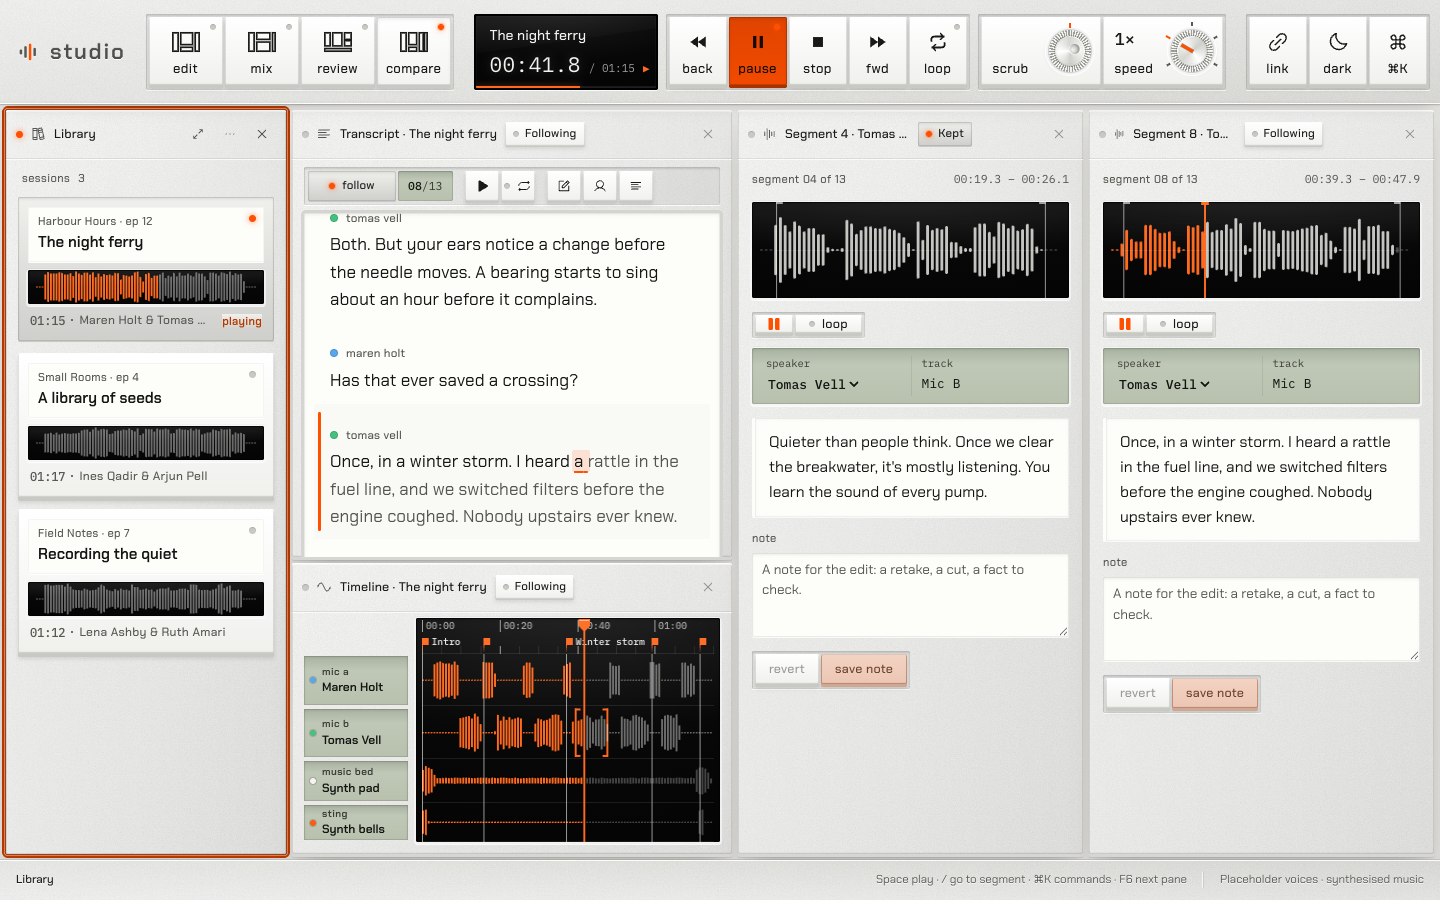 studio
edit
mix
review
compare
The night ferry
00:41.8 / 01:15
back
pause
stop
fwd
loop
scrub
1×
speed
link
dark
⌘K
Library
sessions 3
Harbour Hours · ep 12
The night ferry
01:15 · Maren Holt & Tomas ... playing
Small Rooms · ep 4
A library of seeds
01:17 · Ines Qadir & Arjun Pell
Field Notes · ep 7
Recording the quiet
01:12 · Lena Ashby & Ruth Amari
Transcript · The night ferry Following
follow 08/13
tomas vell
Both. But your ears notice a change before
the needle moves. A bearing starts to sing
about an hour before it complains.
maren holt
Has that ever saved a crossing?
tomas vell
Once, in a winter storm. I heard a rattle in the
fuel line, and we switched filters before the
engine coughed. Nobody upstairs ever knew.
Timeline · The night ferry Following
00:00 00:20 0:40 01:00
Intro Winter storm
mic a
Maren Holt
mic b
Tomas Vell
music bed
Synth pad
sting
Synth bells
Segment 4 · Tomas ... Kept
segment 04 of 13 00:19.3 – 00:26.1
loop
speaker track
Tomas Vell Mic B
Quieter than people think. Once we clear
the breakwater, it's mostly listening. You
learn the sound of every pump.
note
A note for the edit: a retake, a cut, a fact to
check.
revert save note
Segment 8 · To... Following
segment 08 of 13 00:39.3 – 00:47.9
loop
speaker track
Tomas Vell Mic B
Once, in a winter storm. I heard a rattle
in the fuel line, and we switched filters
before the engine coughed. Nobody
upstairs ever knew.
note
A note for the edit: a retake, a cut, a fact to
check.
revert save note
Library
Space play · / go to segment · ⌘K commands · F6 next pane
Placeholder voices · synthesised music